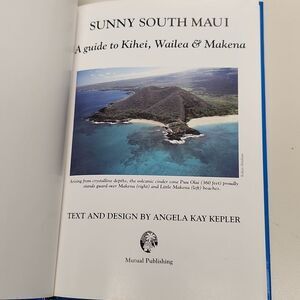 SUNNY SOUTH MAUI
A guide to Kihei, Wailea & Makena
Arising from crystalline depths, the volcanic cinder cone Puu Olai (360 feet) proudly
stands guard over Makena (right) and Little Makena (left) beaches.
TEXT AND DESIGN BY ANGELA KAY KEPLER
Mutual Publishing